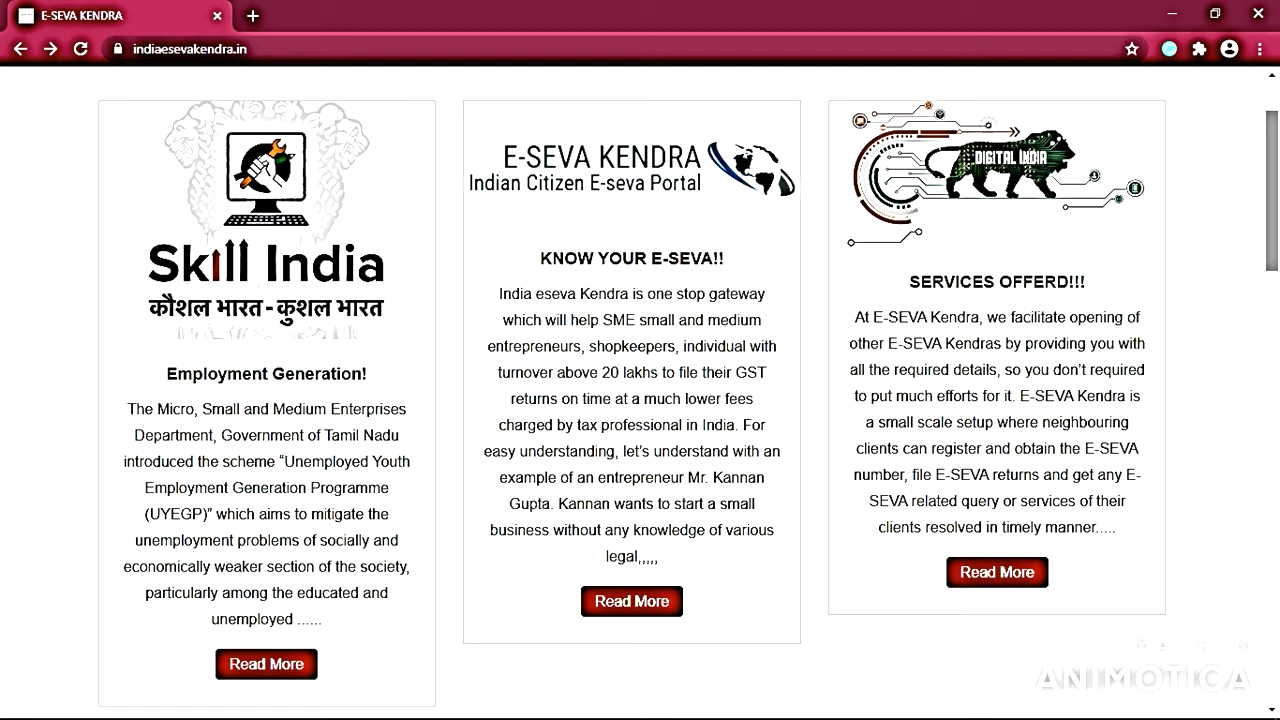 E-SEVA KENDRA
indiaesevakendra.in
Skill India
कौशल भारत - कुशल भारत
Employment Generation!
The Micro, Small and Medium Enterprises
Department, Government of Tamil Nadu
introduced the scheme “Unemployed Youth
Employment Generation Programme
(UYEGP)” which aims to mitigate the
unemployment problems of socially and
economically weaker section of the society,
particularly among the educated and
unemployed ......
Read More
E-SEVA KENDRA
Indian Citizen E-seva Portal
KNOW YOUR E-SEVA!!
India eseva Kendra is one stop gateway
which will help SME small and medium
entrepreneurs, shopkeepers, individual with
turnover above 20 lakhs to file their GST
returns on time at a much lower fees
charged by tax professional in India. For
easy understanding, let’s understand with an
example of an entrepreneur Mr. Kannan
Gupta. Kannan wants to start a small
business without any knowledge of various
legal,,,,,
Read More
DIGITAL INDIA
SERVICES OFFERD!!!
At E-SEVA Kendra, we facilitate opening of
other E-SEVA Kendras by providing you with
all the required details, so you don’t required
to put much efforts for it. E-SEVA Kendra is
a small scale setup where neighbouring
clients can register and obtain the E-SEVA
number, file E-SEVA returns and get any E-
SEVA related query or services of their
clients resolved in timely manner.....
Read More
ANIMOTICA